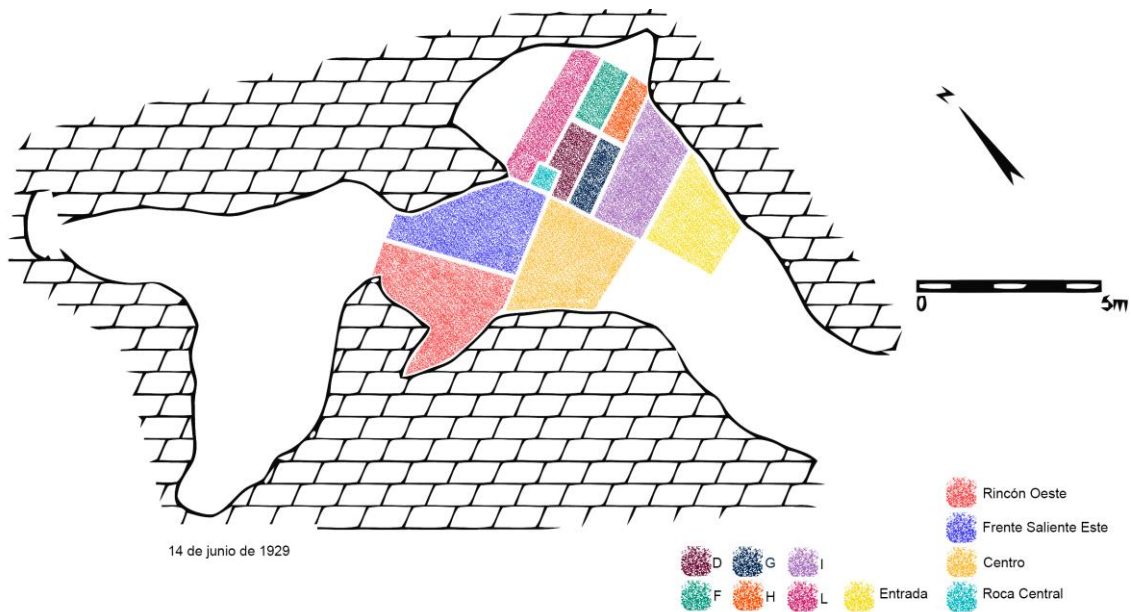 N
0 5m
Rincón Oeste
Frente Saliente Este
14 de junio de 1929
D G I Centro
F H L Entrada Roca Central